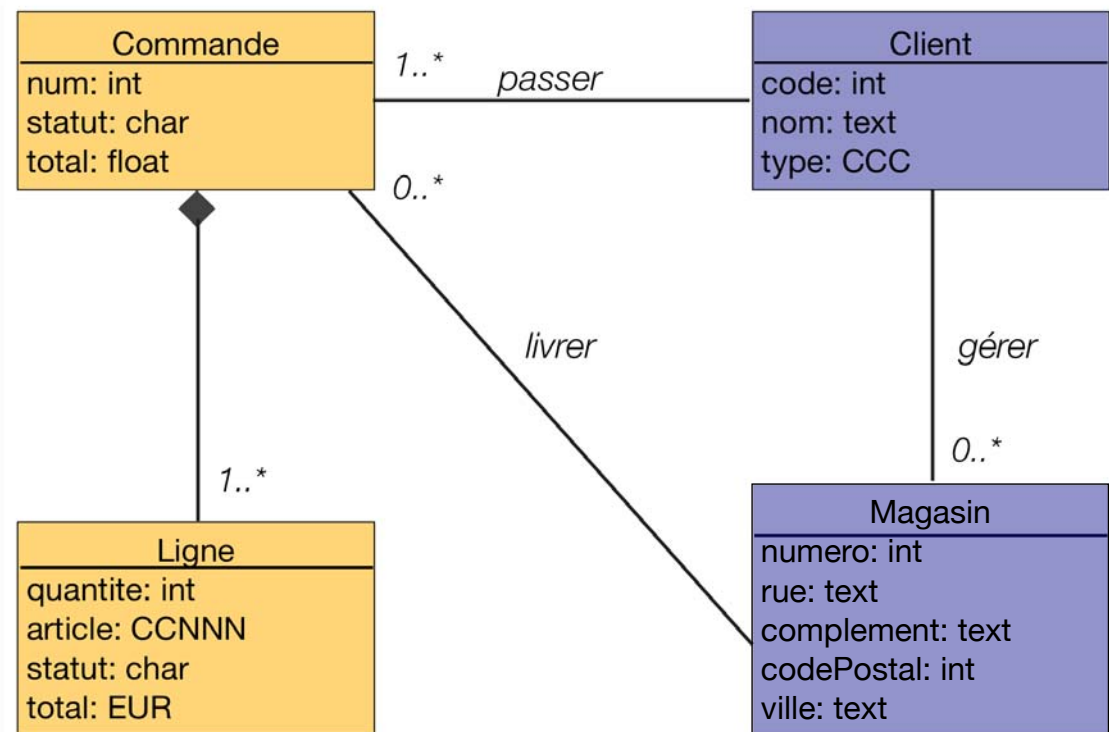 Commande
num: int
statut: char
total: float
1..*
passer
Client
code: int
nom: text
type: CCC
0..*
livrer
gérer
1..*
0..*
Ligne
quantite: int
article: CCNNN
statut: char
total: EUR
Magasin
numero: int
rue: text
complement: text
codePostal: int
ville: text